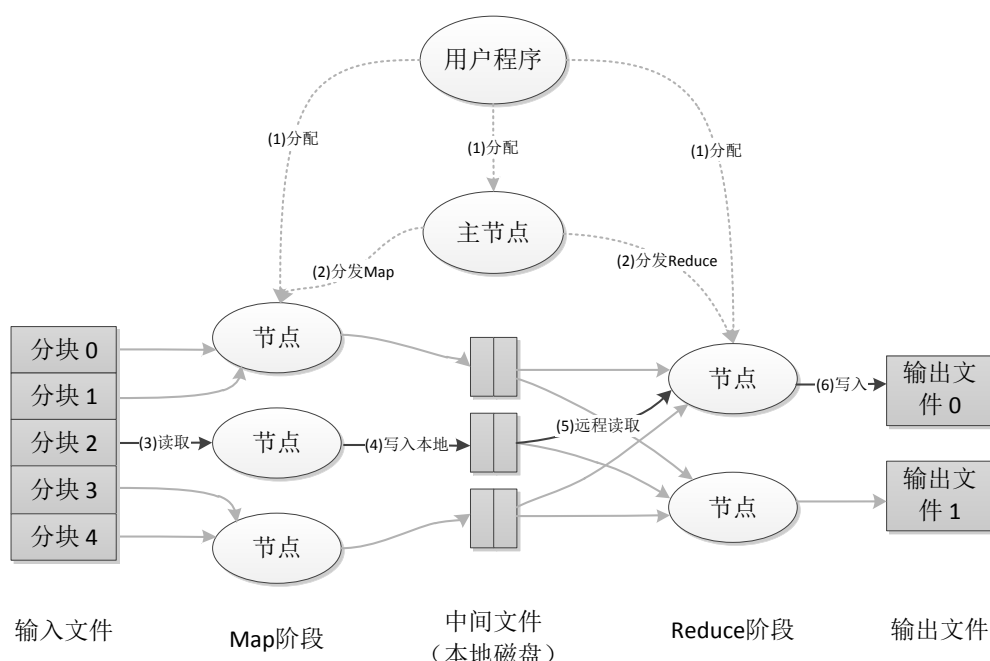 用户程序
(1)分配
(1)分配
(1)分配
主节点
(2)分发Map
(2)分发Reduce
分块 0
分块 1
分块 2
分块 3
分块 4
(3)读取
节点
节点
节点
(4)写入本地
(5)远程读取
节点
节点
(6)写入
输出文
件 0
输出文
件 1
输入文件
Map阶段
中间文件
（本地磁盘）
Reduce阶段
输出文件